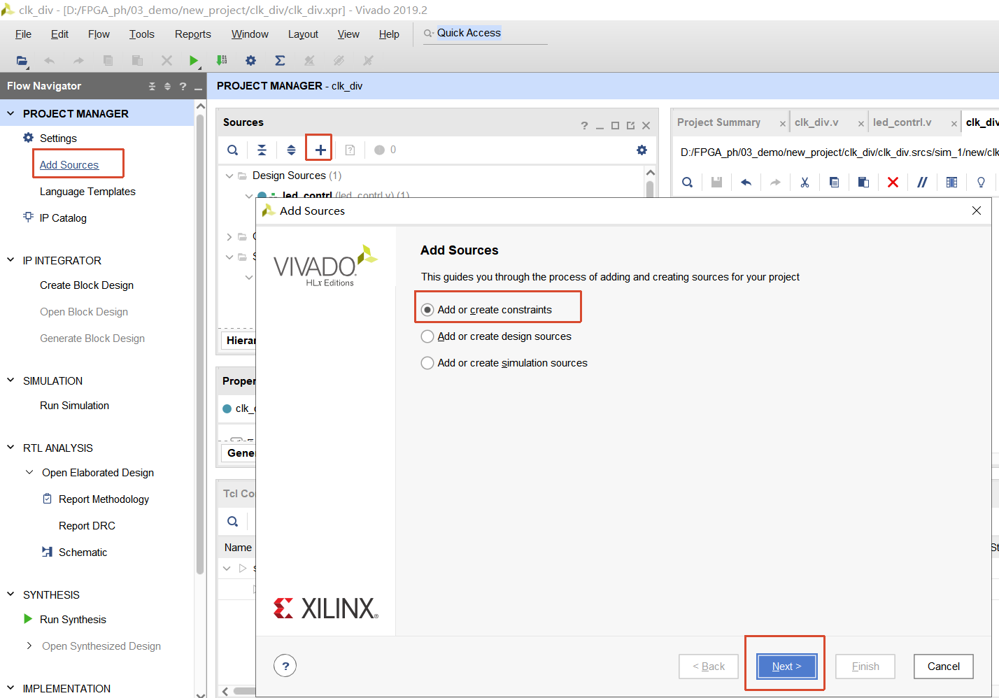 clk_div - [D:/FPGA_ph/03_demo/new_project/clk_div/clk_div.xpr] - Vivado 2019.2
File Edit Flow Tools Reports Window Layout View Help Quick Access
Flow Navigator
PROJECT MANAGER - clk_div
PROJECT MANAGER
Settings
Add Sources
Language Templates
IP Catalog
IP INTEGRATOR
Create Block Design
Open Block Design
Generate Block Design
SIMULATION
Run Simulation
RTL ANALYSIS
Open Elaborated Design
Report Methodology
Report DRC
Schematic
SYNTHESIS
Run Synthesis
Open Synthesized Design
IMPLEMENTATION
Sources
0
Design Sources (1)
led_contrl (led_contrl.v) (1)
Project Summary
clk_div.v
led_contrl.v
clk_div
D:/FPGA_ph/03_demo/new_project/clk_div/clk_div.srcs/sim_1/new/clk
Hierar
Proper
clk_
Gene
Tcl Co
Name
St
Add Sources
VIVADO
HLx Editions
Add Sources
This guides you through the process of adding and creating sources for your project
Add or create constraints
Add or create design sources
Add or create simulation sources
XILINX
?
< Back
Next >
Finish
Cancel